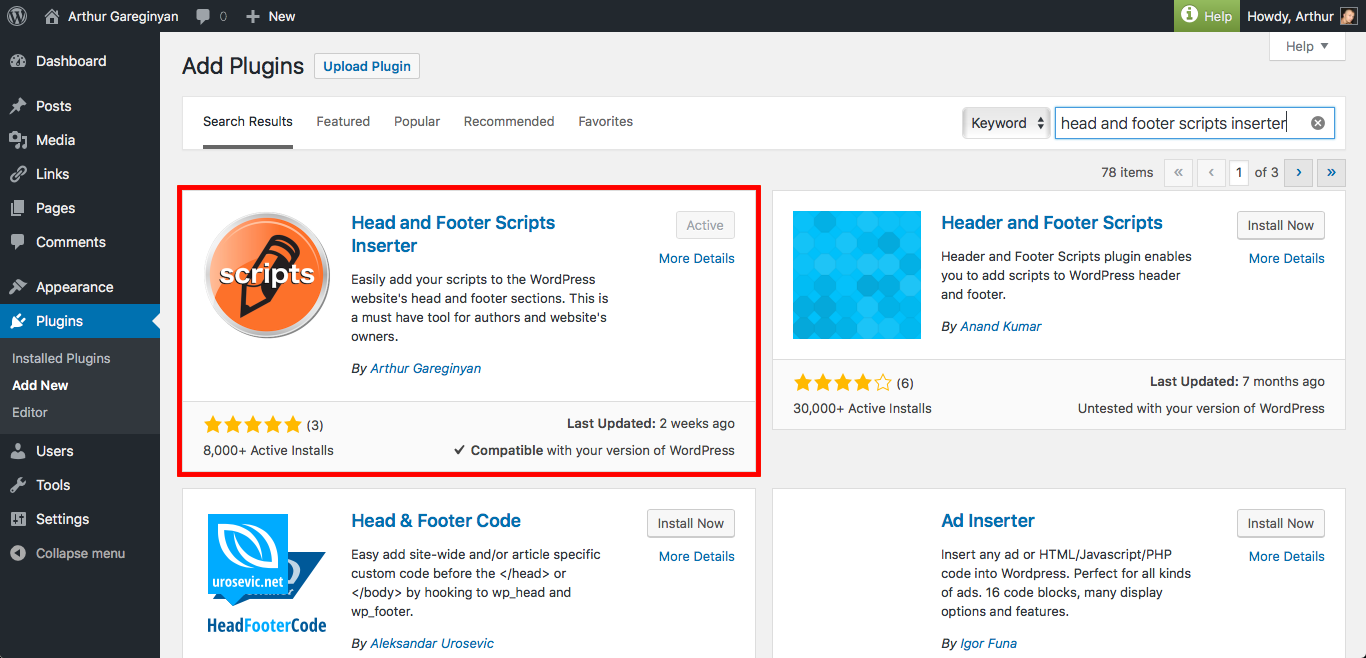 Arthur Gareginyan 0 New Help Howdy, Arthur
Help
Add Plugins Upload Plugin
Dashboard
Posts
Media
Links
Pages
Comments
Appearance
Plugins
Installed Plugins
Add New
Editor
Users
Tools
Settings
Collapse menu
Search Results Featured Popular Recommended Favorites Keyword head and footer scripts inserter
78 items « ‹ 1 of 3 › »
scripts
Head and Footer Scripts
Inserter
Active
More Details
Easily add your scripts to the WordPress
website's head and footer sections. This is
a must have tool for authors and website's
owners.
By Arthur Gareginyan
(3)
Last Updated: 2 weeks ago
8,000+ Active Installs
Compatible with your version of WordPress
Header and Footer Scripts
Install Now
More Details
Header and Footer Scripts plugin enables
you to add scripts to WordPress header
and footer.
By Anand Kumar
(6)
Last Updated: 7 months ago
30,000+ Active Installs
Untested with your version of WordPress
urosevic.net
HeadFooterCode
Head & Footer Code
Install Now
More Details
Easy add site-wide and/or article specific
custom code before the </head> or
</body> by hooking to wp_head and
wp_footer.
By Aleksandar Urosevic
Ad Inserter
Install Now
More Details
Insert any ad or HTML/Javascript/PHP
code into Wordpress. Perfect for all kinds
of ads. 16 code blocks, many display
options and features.
By Igor Funa